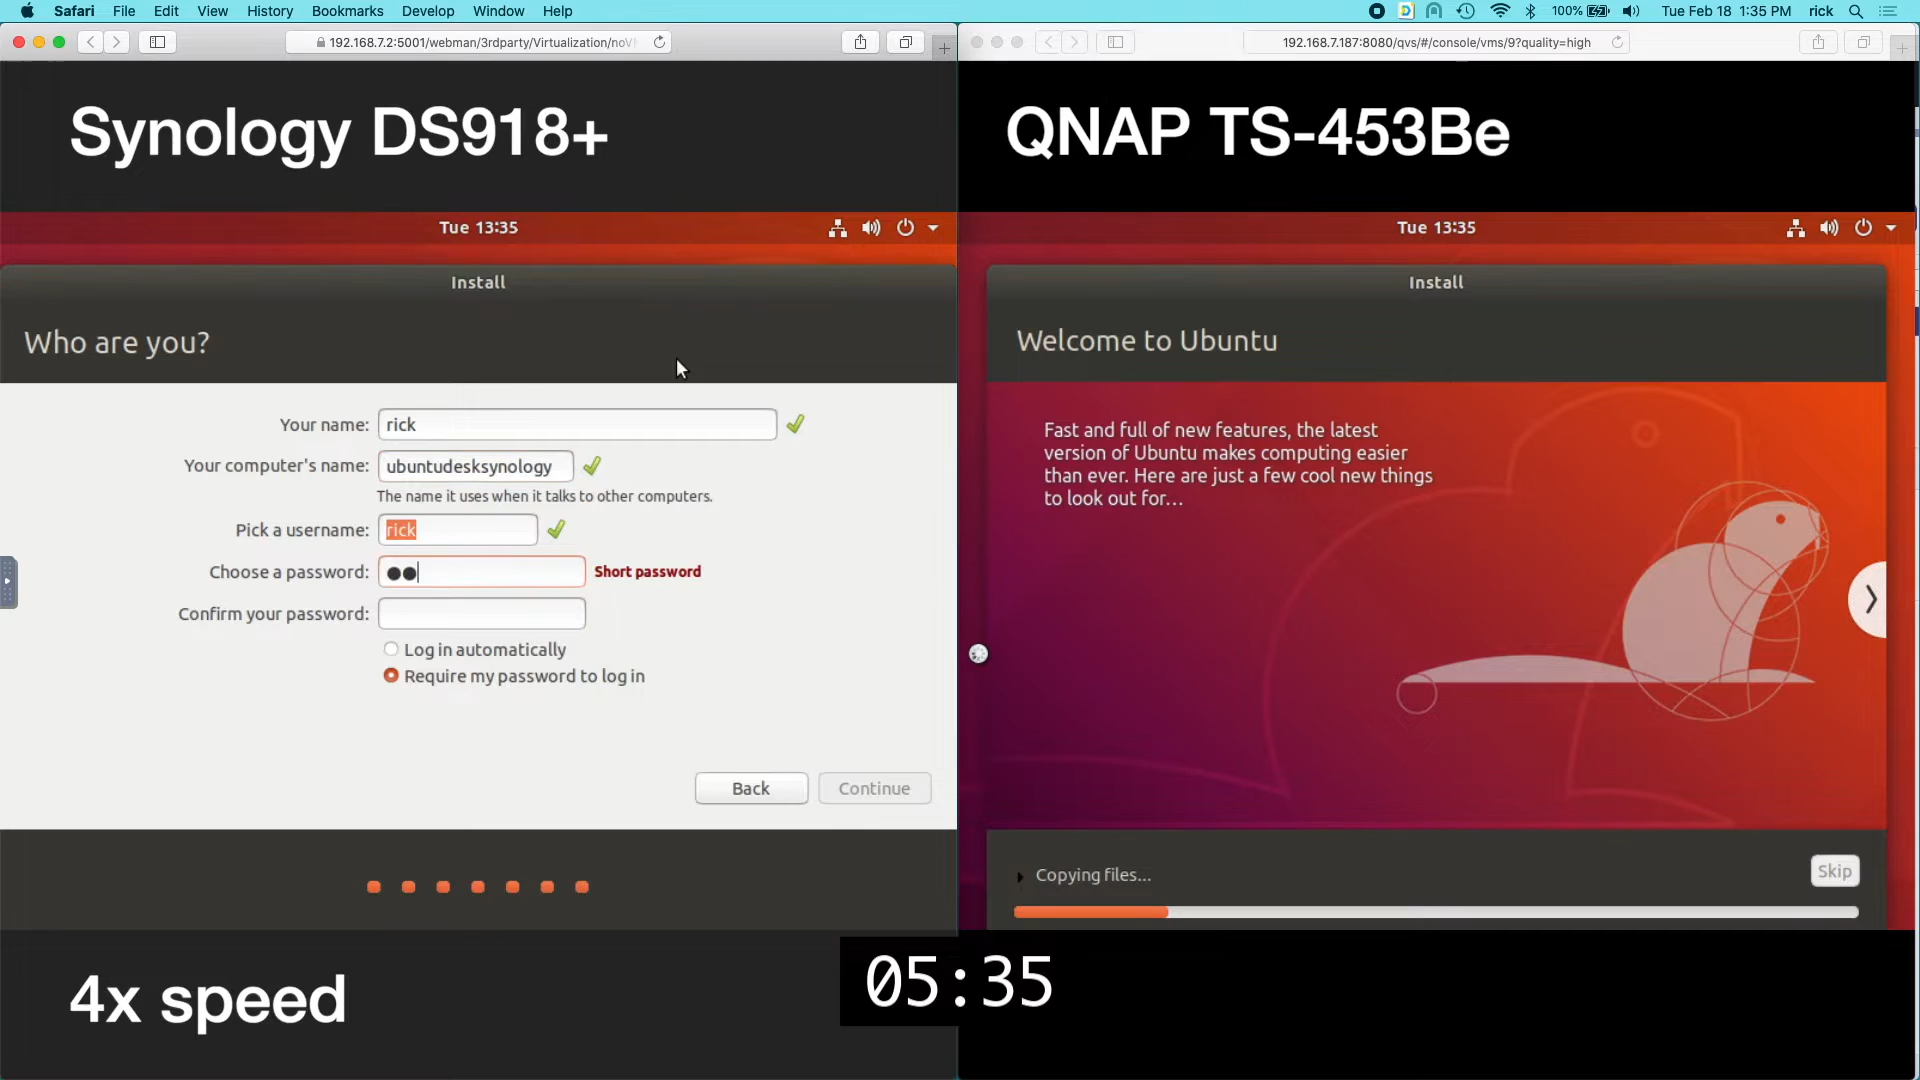 Safari File Edit View History Bookmarks Develop Window Help
100% Tue Feb 18 1:35 PM rick
192.168.7.2:5001/webman/3rdparty/Virtualization/noV
192.168.7.187:8080/qvs/#/console/vms/9?quality=high
Synology DS918+
QNAP TS-453Be
Tue 13:35
Install
Who are you?
Your name: rick
Your computer's name: ubuntudesksynology
The name it uses when it talks to other computers.
Pick a username: rick
Choose a password: ●● Short password
Confirm your password:
Log in automatically
Require my password to log in
Back Continue
Tue 13:35
Install
Welcome to Ubuntu
Fast and full of new features, the latest
version of Ubuntu makes computing easier
than ever. Here are just a few cool new things
to look out for...
Copying files...
Skip
4x speed
05:35